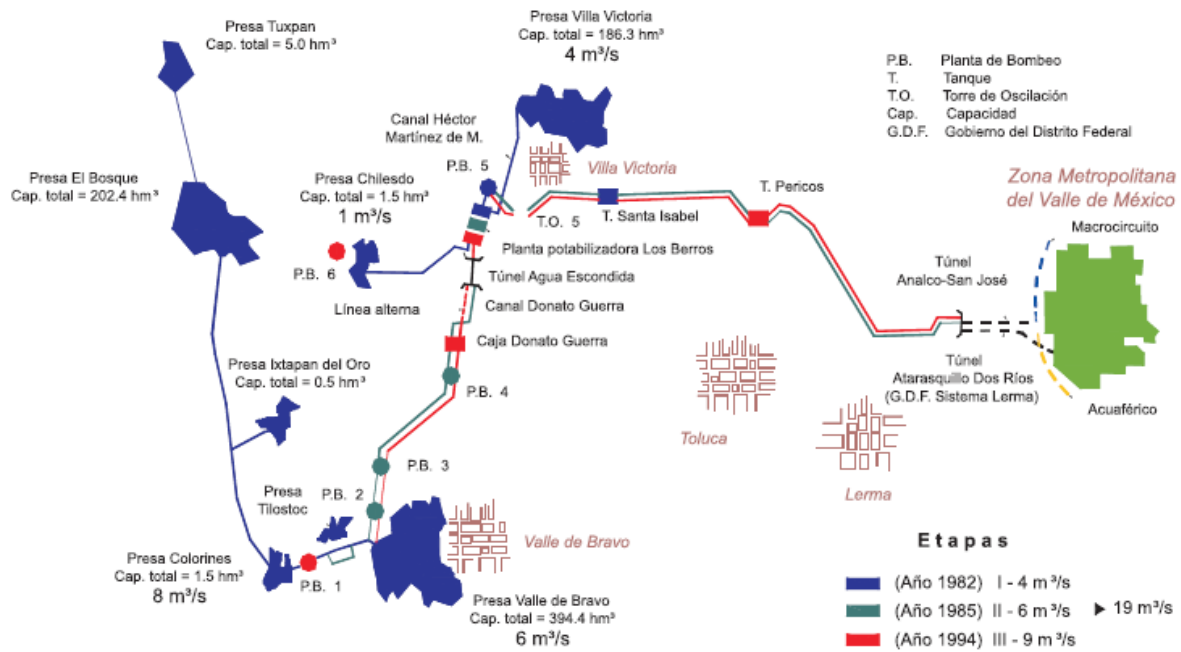 Presa Tuxpan
Cap. total = 5.0 hm³
Presa Villa Victoria
Cap. total = 186.3 hm³
4 m³/s
P.B. Planta de Bombeo
T. Tanque
T.O. Torre de Oscilación
Cap. Capacidad
G.D.F. Gobierno del Distrito Federal
Canal Héctor
Martínez de M.
P.B. 5
Villa Victoria
Presa El Bosque
Cap. total = 202.4 hm³
Presa Chilesdo
Cap. total = 1.5 hm³
1 m³/s
P.B. 6
Línea alterna
T.O. 5
T. Santa Isabel
T. Pericos
Zona Metropolitana
del Valle de México
Macrocircuito
Planta potabilizadora Los Berros
Túnel Agua Escondida
Canal Donato Guerra
Caja Donato Guerra
Túnel
Analco-San José
Túnel
Atarasquillo Dos Ríos
(G.D.F. Sistema Lerma)
Acuaférico
Presa Ixtapan del Oro
Cap. total = 0.5 hm³
P.B. 4
Toluca
Lerma
P.B. 3
P.B. 2
Presa
Tilostoc
Valle de Bravo
Presa Colorines
Cap. total = 1.5 hm³
8 m³/s
P.B. 1
Presa Valle de Bravo
Cap. total = 394.4 hm³
6 m³/s
Etapas
(Año 1982) I - 4 m³/s
(Año 1985) II - 6 m³/s
19 m³/s
(Año 1994) III - 9 m³/s